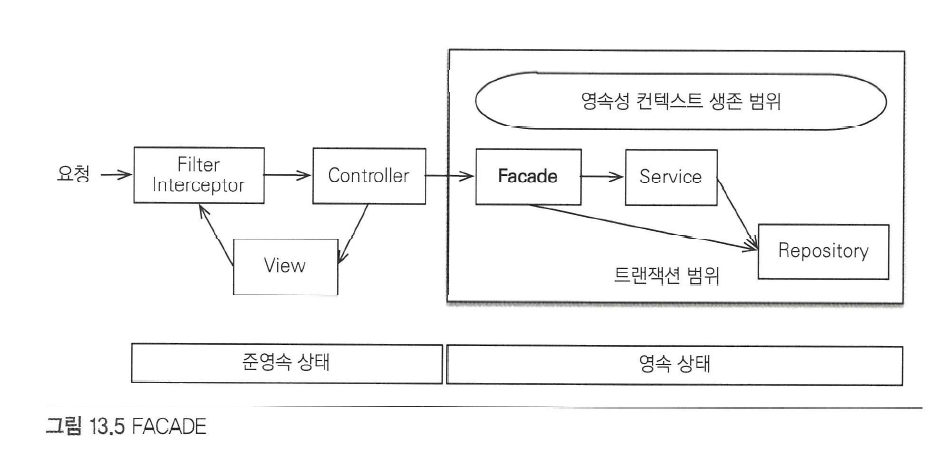 영속성 컨텍스트 생존 범위
요청
Filter
Interceptor
Controller
Facade
Service
View
Repository
트랜잭션 범위
준영속 상태
영속 상태
그림 13.5 FACADE